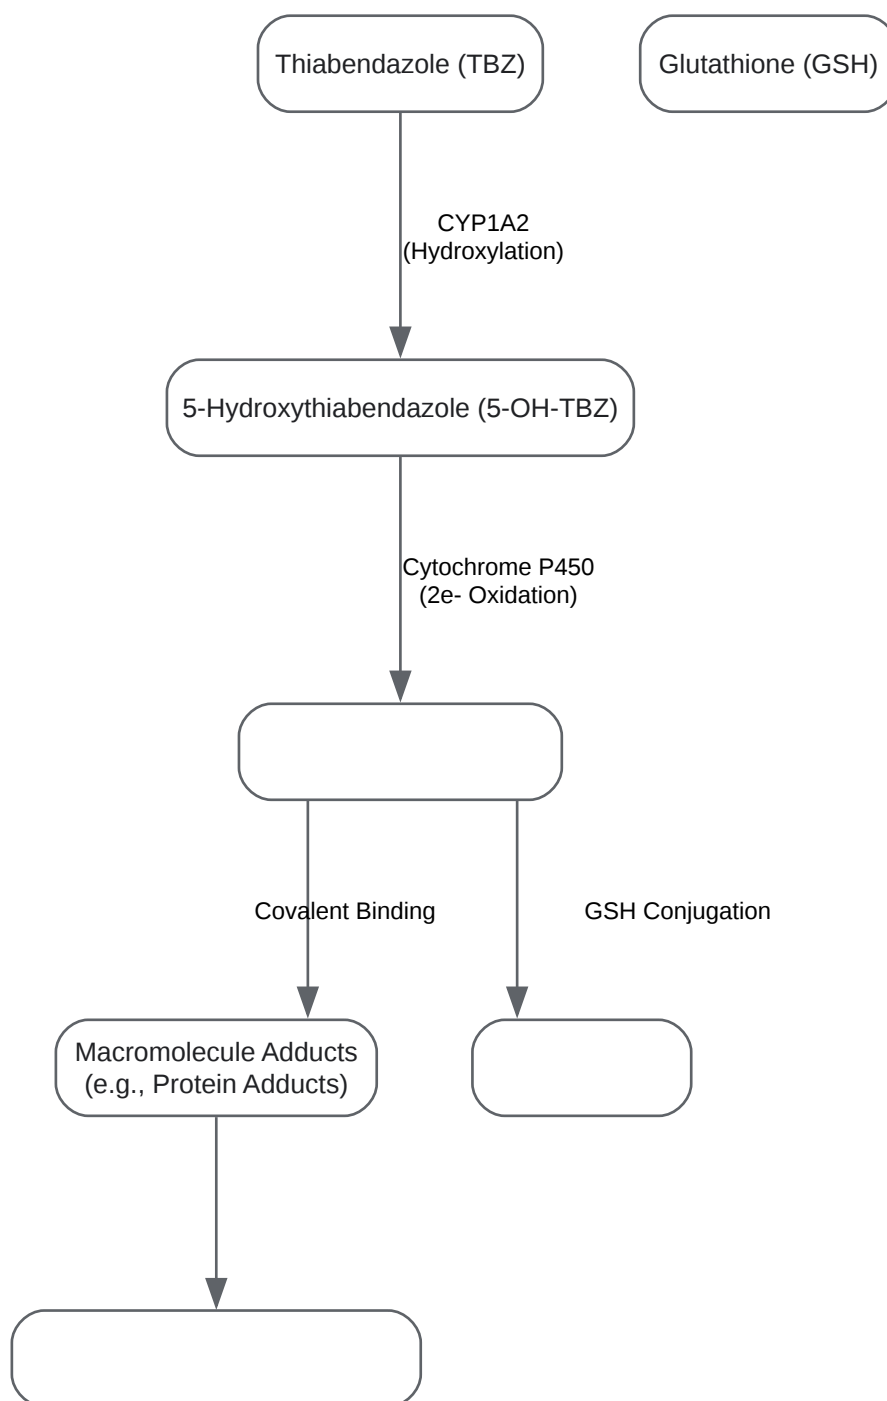 Thiabendazole (TBZ)
Glutathione (GSH)
CYP1A2
(Hydroxylation)
5-Hydroxythiabendazole (5-OH-TBZ)
Cytochrome P450
(2e- Oxidation)
Covalent Binding
GSH Conjugation
Macromolecule Adducts
(e.g., Protein Adducts)